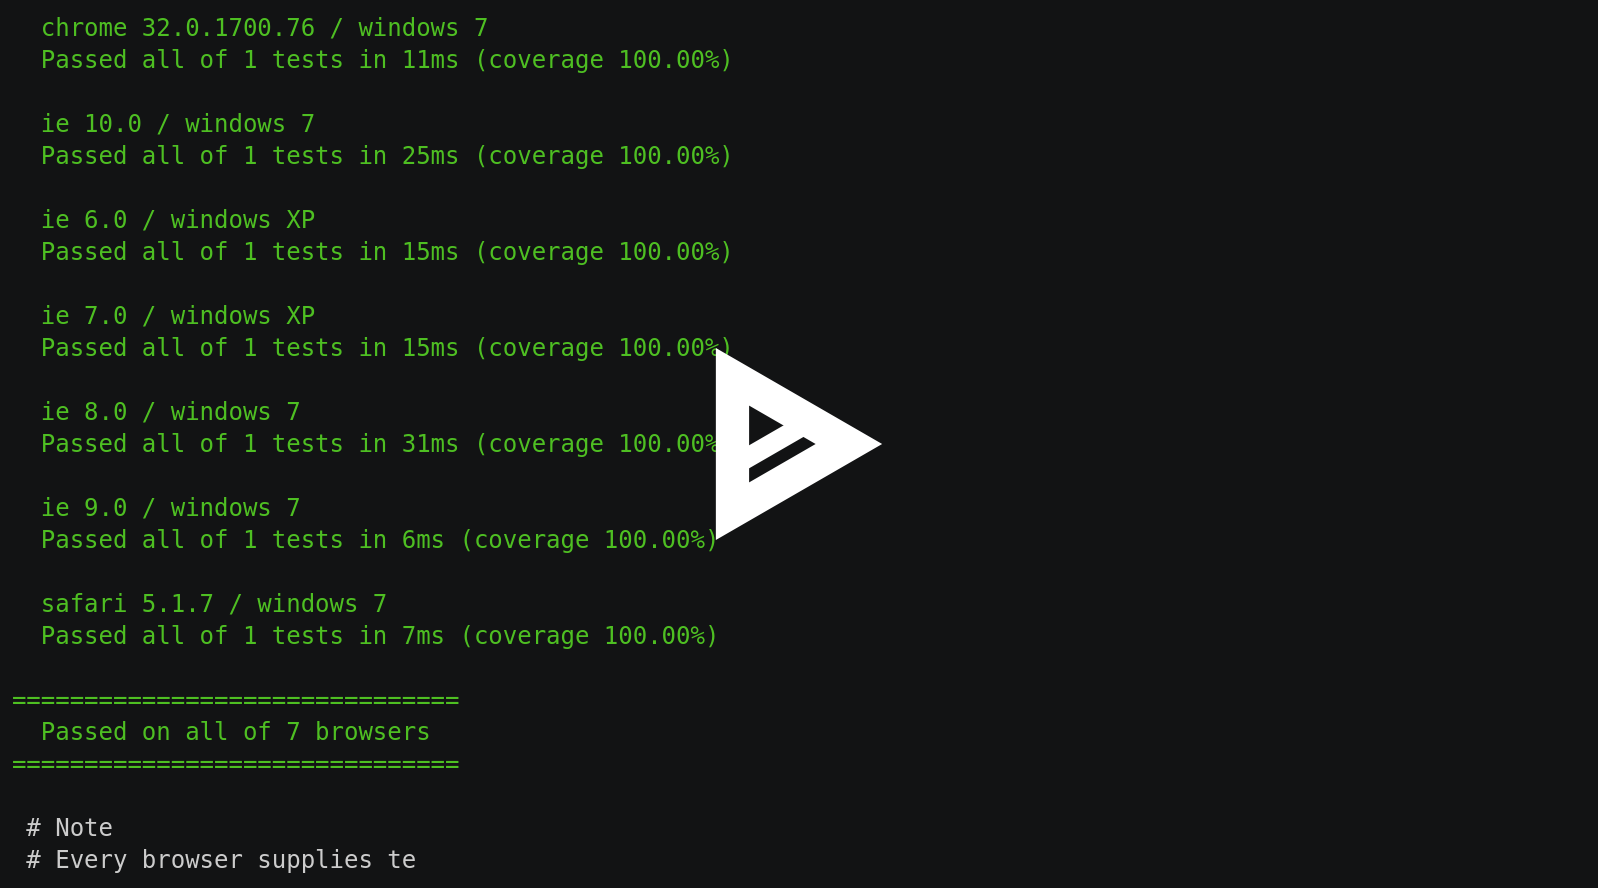 chrome 32.0.1700.76 / windows 7
Passed all of 1 tests in 11ms (coverage 100.00%)
ie 10.0 / windows 7
Passed all of 1 tests in 25ms (coverage 100.00%)
ie 6.0 / windows XP
Passed all of 1 tests in 15ms (coverage 100.00%)
ie 7.0 / windows XP
Passed all of 1 tests in 15ms (coverage 100.00%)
ie 8.0 / windows 7
Passed all of 1 tests in 31ms (coverage 100.00%
ie 9.0 / windows 7
Passed all of 1 tests in 6ms (coverage 100.00%)
safari 5.1.7 / windows 7
Passed all of 1 tests in 7ms (coverage 100.00%)
===============================
Passed on all of 7 browsers
===============================
# Note
# Every browser supplies te